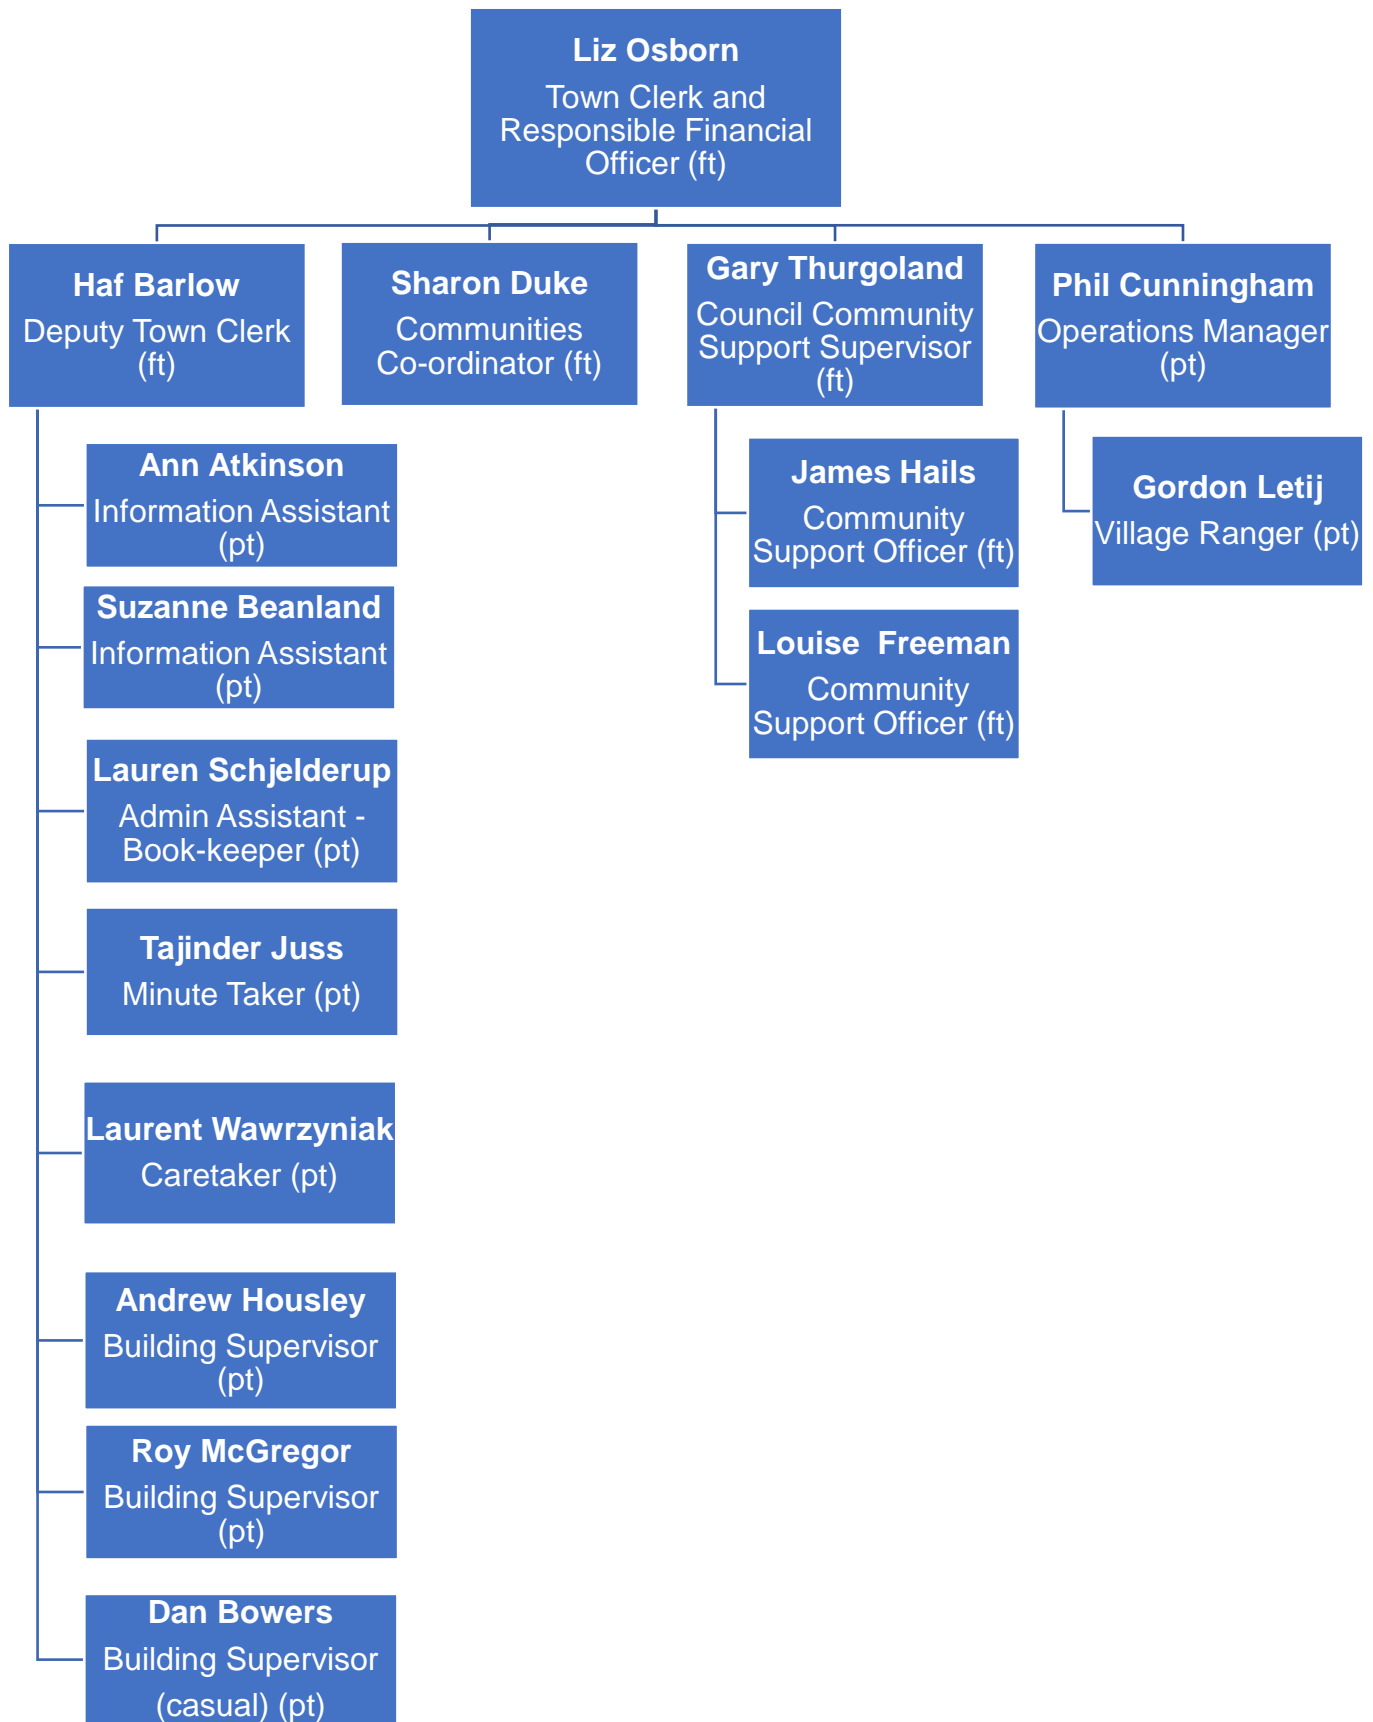 Liz Osborn
Town Clerk and
Responsible Financial
Officer (ft)
Haf Barlow
Deputy Town Clerk
(ft)
Sharon Duke
Communities
Co-ordinator (ft)
Gary Thurgoland
Council Community
Support Supervisor
(ft)
Phil Cunningham
Operations Manager
(pt)
Ann Atkinson
Information Assistant
(pt)
Suzanne Beanland
Information Assistant
(pt)
Lauren Schjelderup
Admin Assistant -
Book-keeper (pt)
Tajinder Juss
Minute Taker (pt)
Laurent Wawrzyniak
Caretaker (pt)
Andrew Housley
Building Supervisor
(pt)
Roy McGregor
Building Supervisor
(pt)
Dan Bowers
Building Supervisor
(casual) (pt)
James Hails
Community
Support Officer (ft)
Louise  Freeman
Community
Support Officer (ft)
Gordon Letij
Village Ranger (pt)